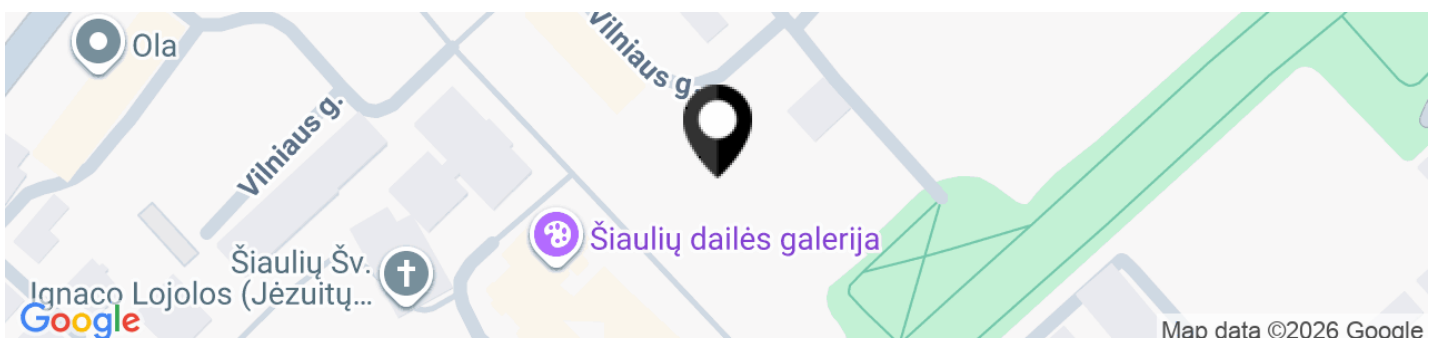 Ola
Vilniaus g.
Vilniaus g.
Šiaulių dailės galerija
Šiaulių Šv.
Ignaco Lojolos (Jėzuitų...
Google
Map data ©2026 Google